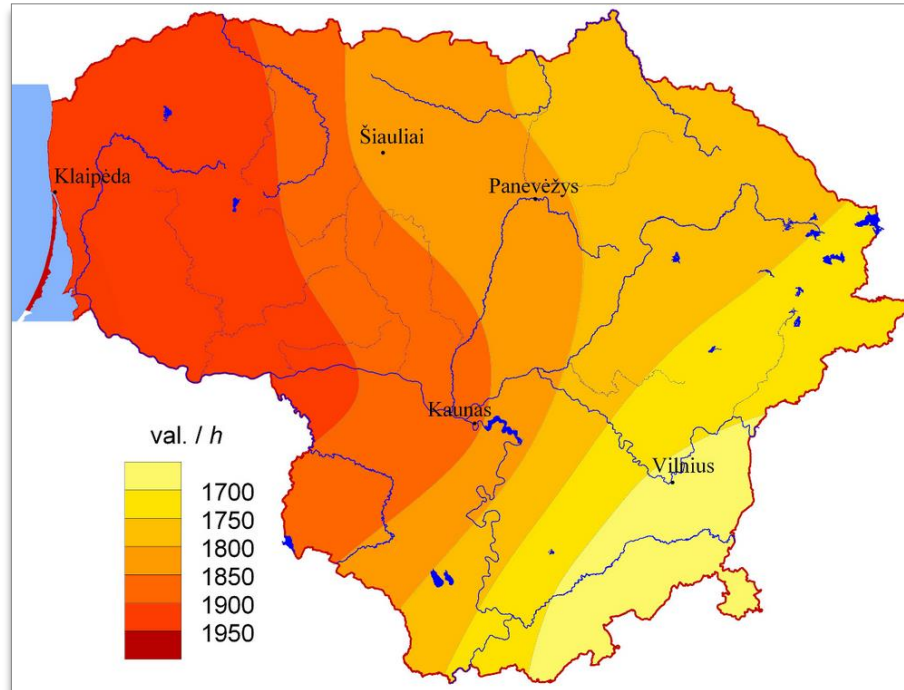 Šiauliai
Klaipėda
Panevėžys
Kaunas
Vilnius
val. / h
1700
1750
1800
1850
1900
1950